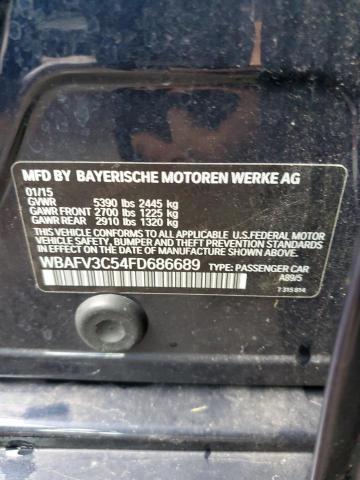 MFD BY BAYERISCHE MOTOREN WERKE AG
01/15
GVWR 5390 lbs 2445 kg
GAWR FRONT 2700 lbs 1225 kg
GAWR REAR 2910 lbs 1320 kg
THIS CONFORMS TO ALL APPLICABLE U.S.FEDERAL MOTOR
VEHICLE SAFETY, BUMPER, AND THEFT PREVENTION STANDARDS
IN EFFECT ON THE DATE OF MANUFACTURE SHOWN ABOVE.
WBAFV3C54FD686689 TYPE: PASSENGER CAR
A89/5
7 315 814